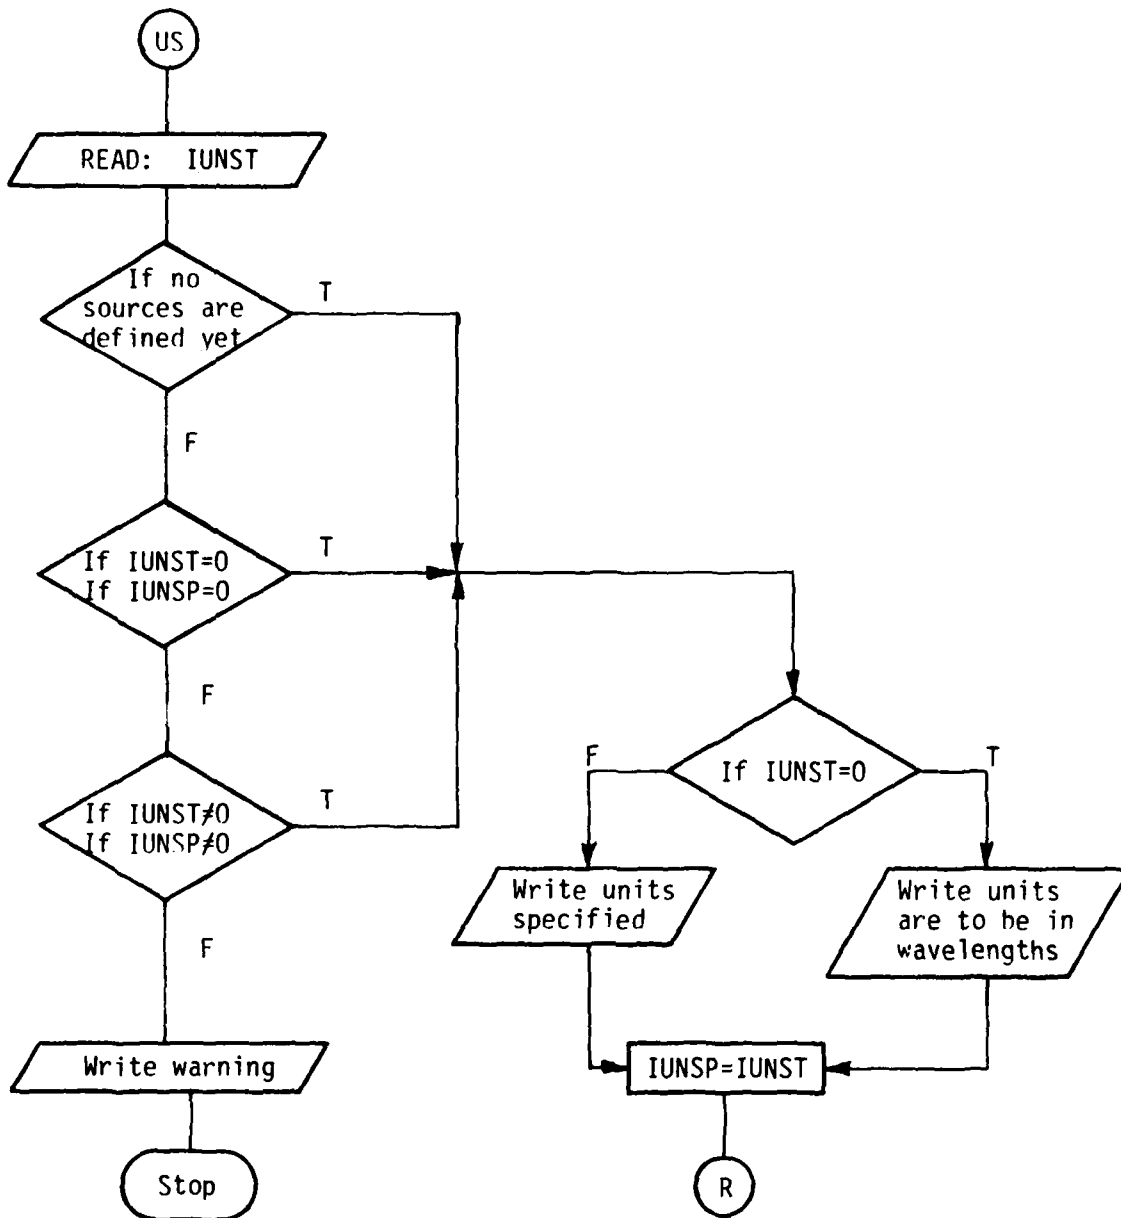 US
READ: IUNST
If no
sources are
defined yet
T
F
If IUNST=0
If IUNSP=0
T
F
If IUNST≠0
If IUNSP≠0
T
F
Write warning
Stop
If IUNST=0
F
T
Write units
specified
Write units
are to be in
wavelengths
IUNSP=IUNST
R